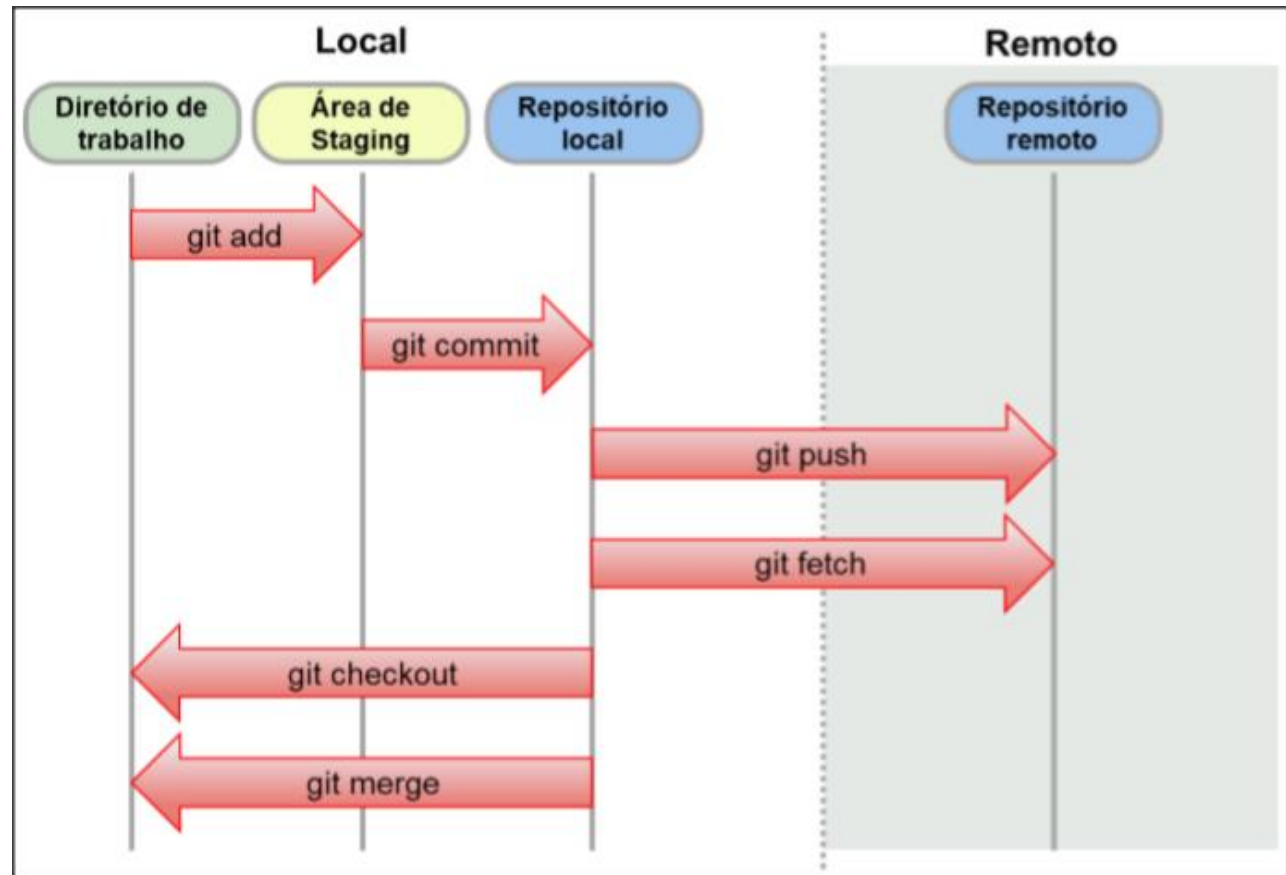 Local
Remoto
Diretório de
trabalho
Área de
Staging
Repositório
local
Repositório
remoto
git add
git commit
git push
git fetch
git checkout
git merge